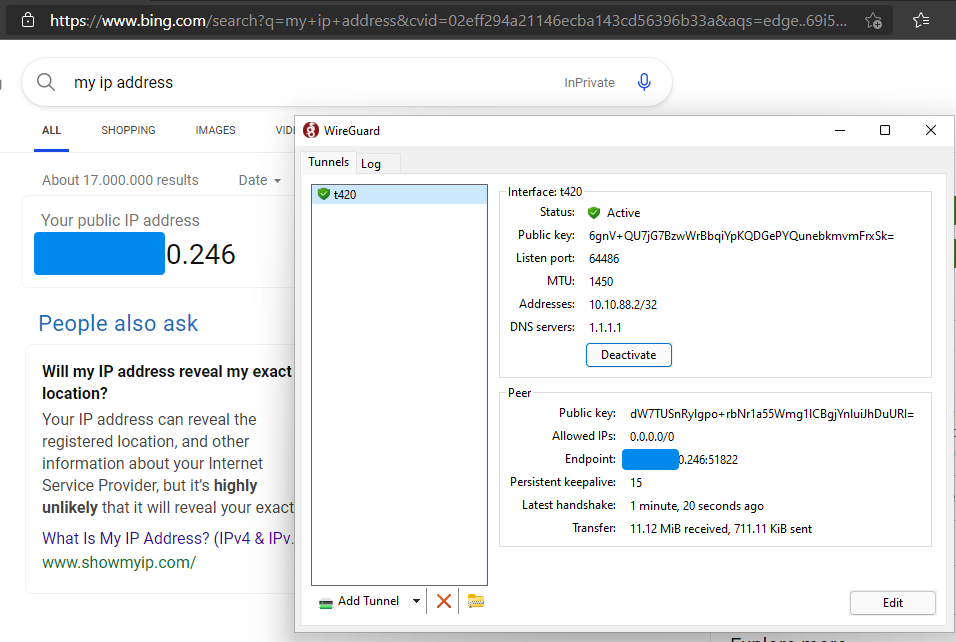 https://www.bing.com/search?q=my+ip+address&cvid=02eff294a21146ecba143cd56396b33a&aqs=edge..69i5...
my ip address
InPrivate
ALL SHOPPING IMAGES VID
About 17.000.000 results Date
Your public IP address
0.246
People also ask
Will my IP address reveal my exact
location?
Your IP address can reveal the
registered location, and other
information about your Internet
Service Provider, but it's highly
unlikely that it will reveal your exact
What Is My IP Address? (IPv4 & IPv.
www.showmyip.com/
WireGuard
Tunnels Log
t420
Interface: t420
Status: Active
Public key: 6gnV+QU7jG7BzwWrBbqiYpKQDGePYQunebkmvmFrxSk=
Listen port: 64486
MTU: 1450
Addresses: 10.10.88.2/32
DNS servers: 1.1.1.1
Deactivate
Peer
Public key: dW7TUSnRyIgpo+rbNr1a55Wmg1ICBgjYnIuiJhDuURI=
Allowed IPs: 0.0.0.0/0
Endpoint: 0.246:51822
Persistent keepalive: 15
Latest handshake: 1 minute, 20 seconds ago
Transfer: 11.12 MiB received, 711.11 KiB sent
Add Tunnel
Edit
Explore more